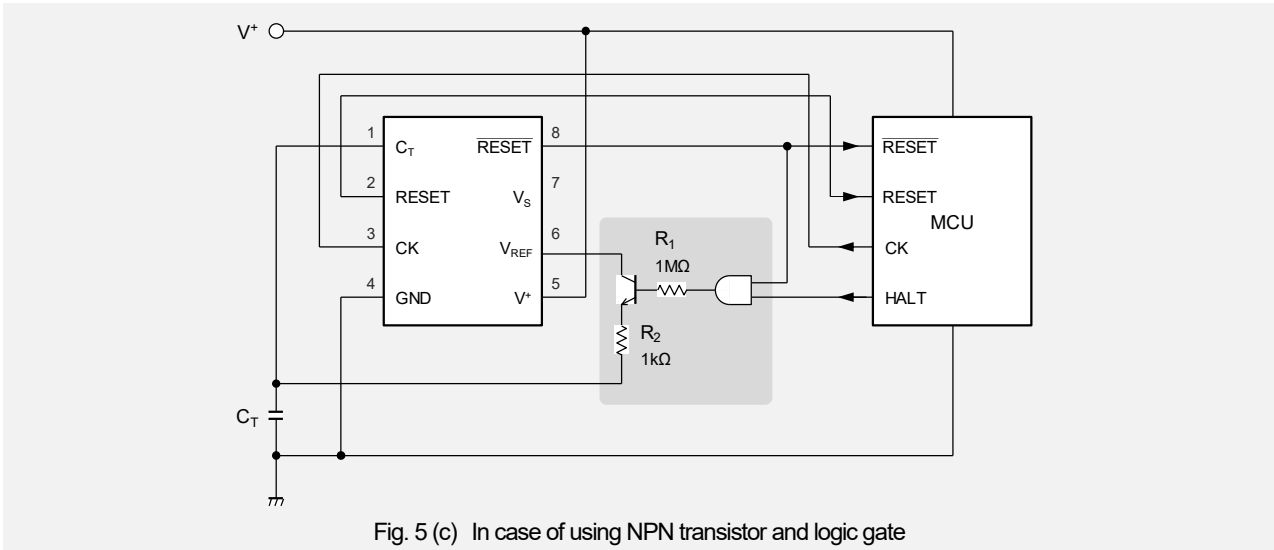 V+
1
CT
RESET
8
RESET
2
RESET
VS
7
RESET
MCU
3
CK
VREF
6
R1
1MΩ
CK
4
GND
V+
5
HALT
R2
1kΩ
CT
Fig. 5 (c) In case of using NPN transistor and logic gate